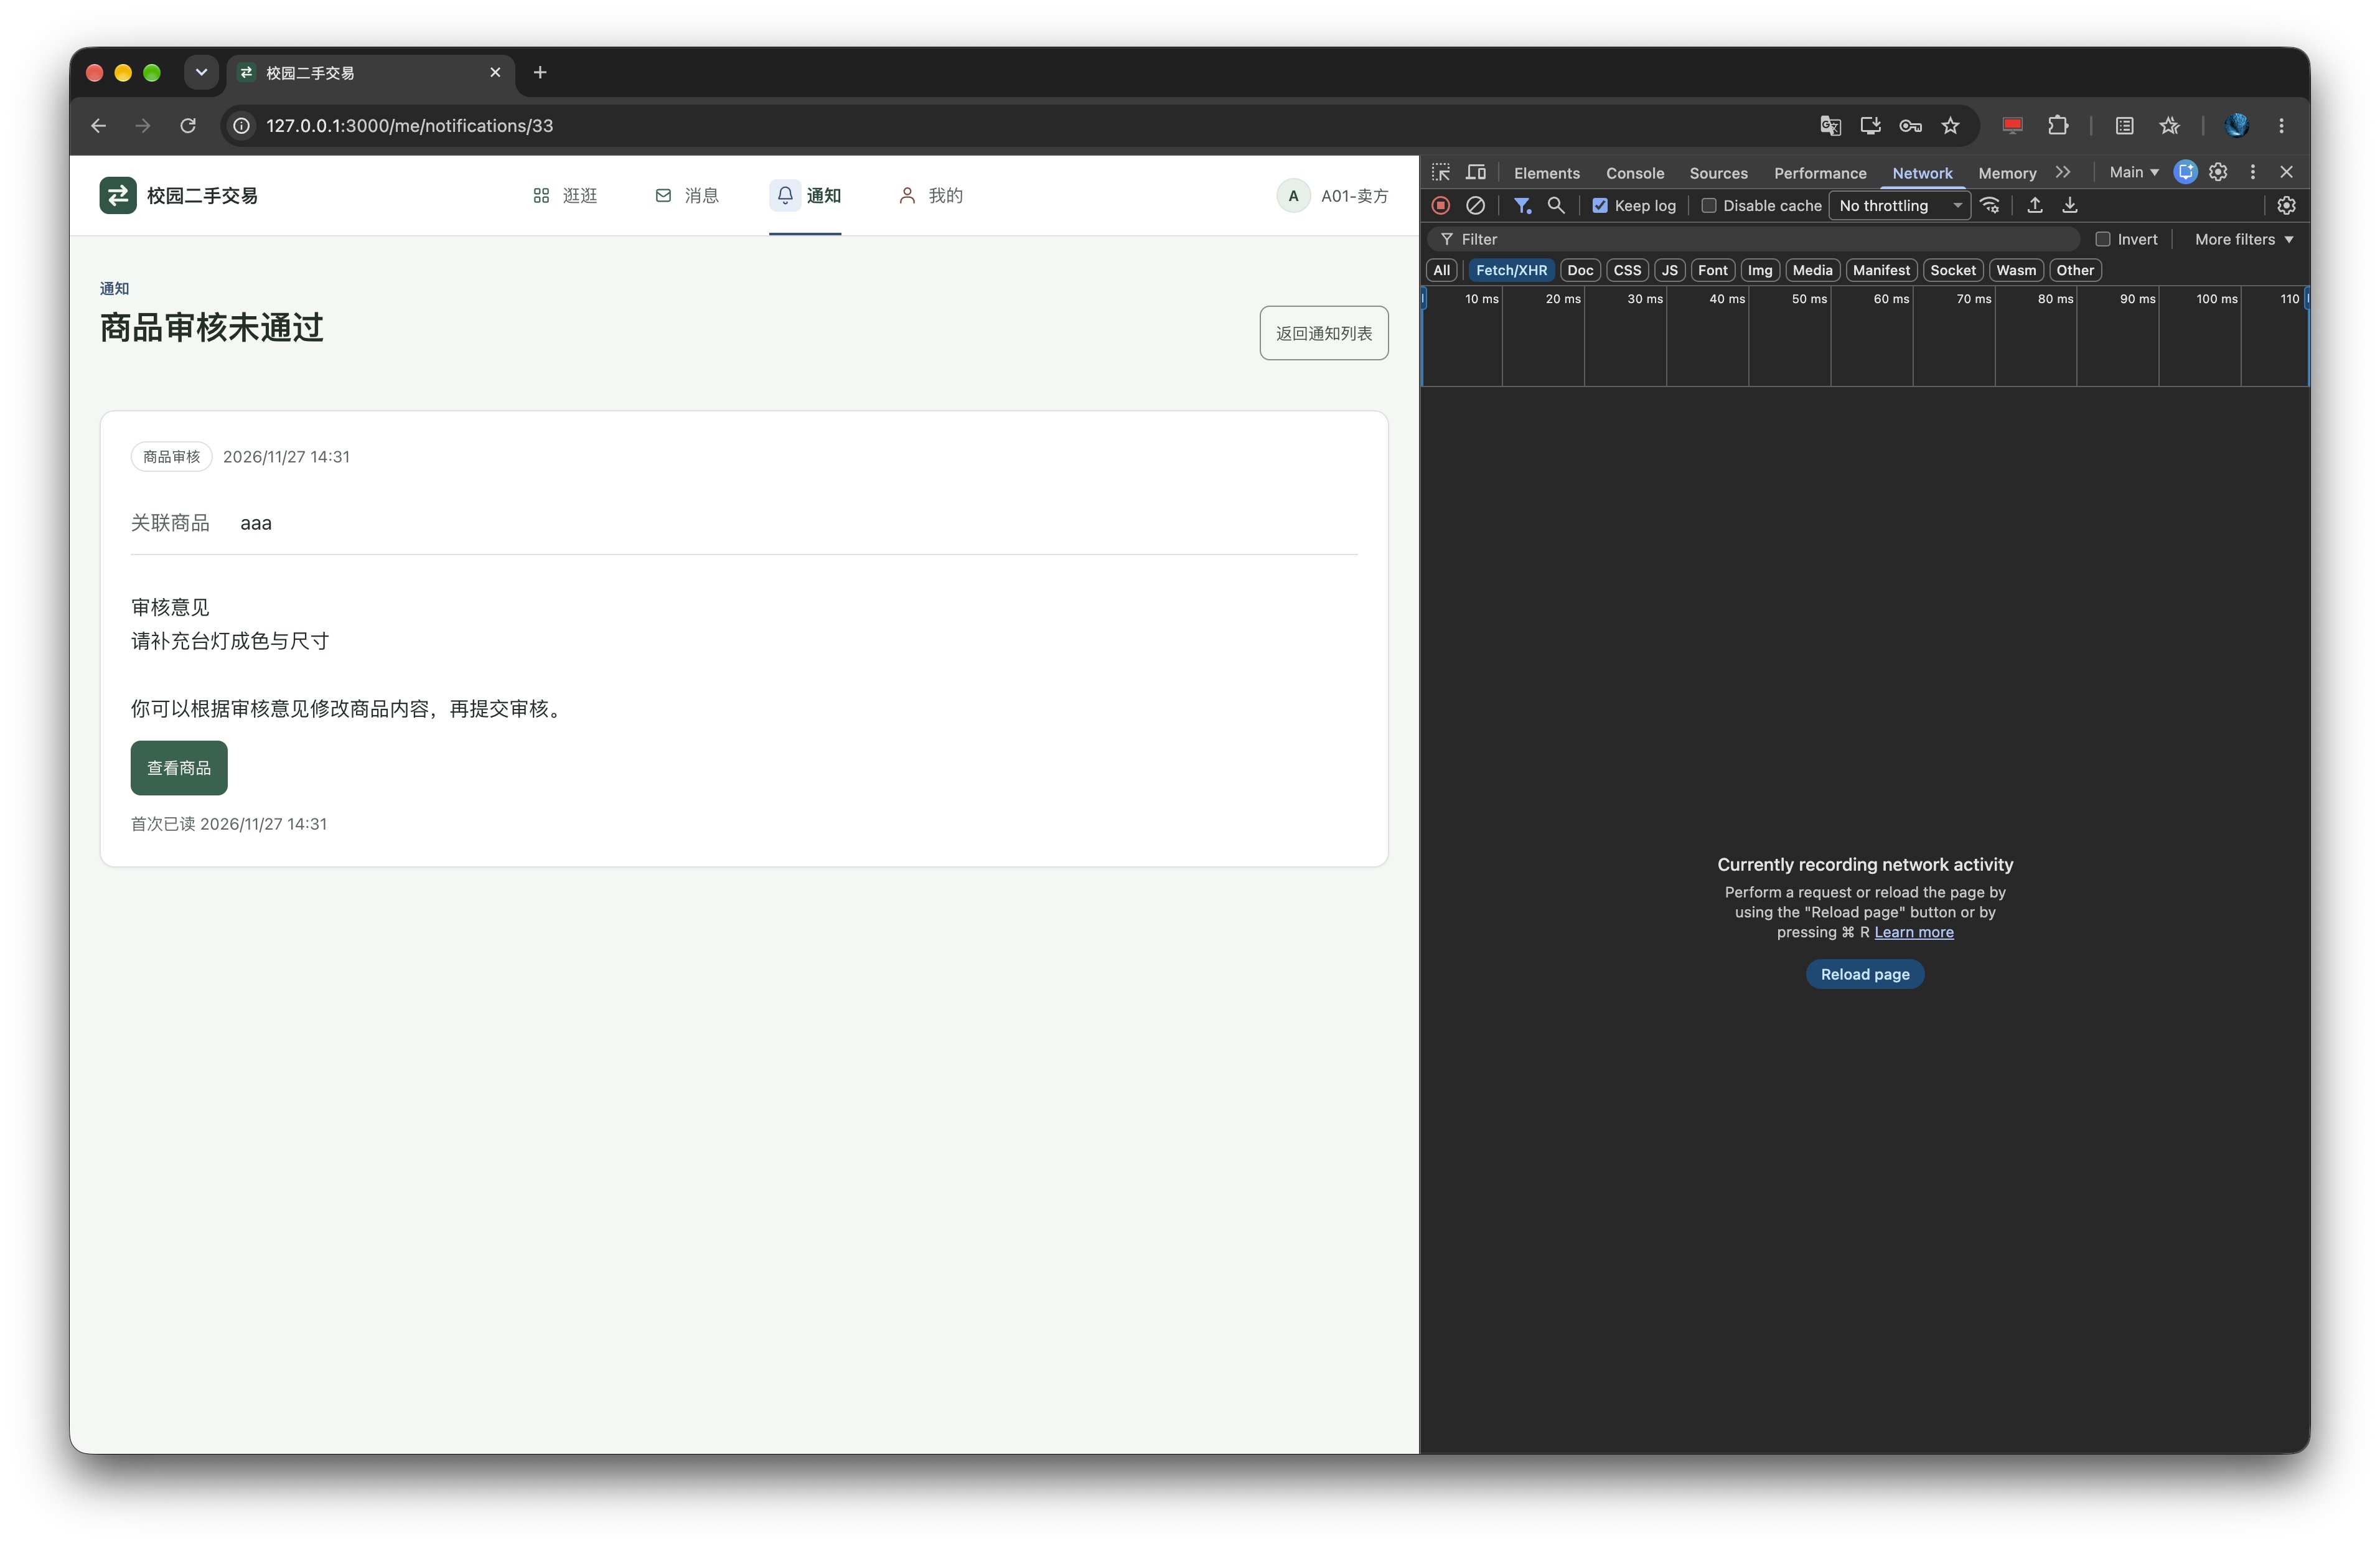 校园二手交易
127.0.0.1:3000/me/notifications/33
校园二手交易
逛逛
消息
通知
我的
A
A01-卖方
通知
商品审核未通过
返回通知列表
商品审核
2026/11/27 14:31
关联商品
aaa
审核意见
请补充台灯成色与尺寸
你可以根据审核意见修改商品内容，再提交审核。
查看商品
首次已读 2026/11/27 14:31
Elements
Console
Sources
Performance
Network
Memory
Main
Keep log
Disable cache
No throttling
Filter
Invert
More filters
All
Fetch/XHR
Doc
CSS
JS
Font
Img
Media
Manifest
Socket
Wasm
Other
10 ms
20 ms
30 ms
40 ms
50 ms
60 ms
70 ms
80 ms
90 ms
100 ms
110
Currently recording network activity
Perform a request or reload the page by
using the "Reload page" button or by
pressing ⌘ R Learn more
Reload page